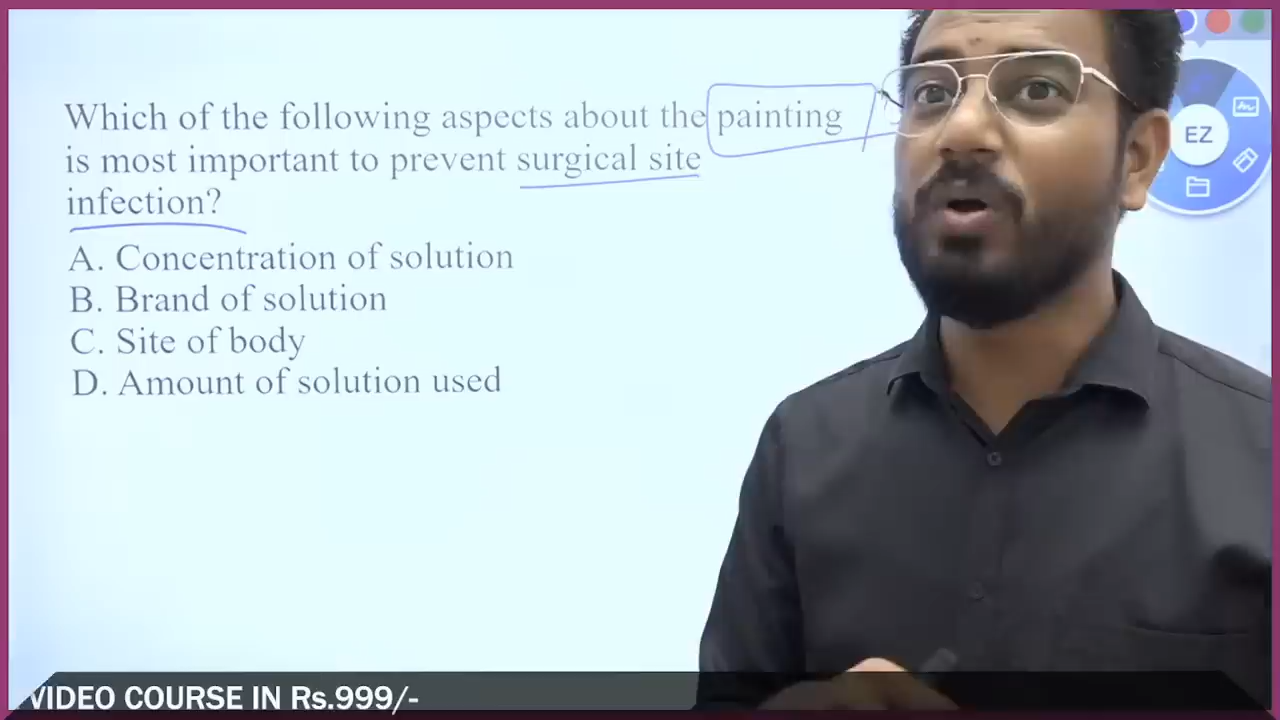 Which of the following aspects about the painting
is most important to prevent surgical site
infection?
A. Concentration of solution
B. Brand of solution
C. Site of body
D. Amount of solution used
EZ
VIDEO COURSE IN Rs.999/-